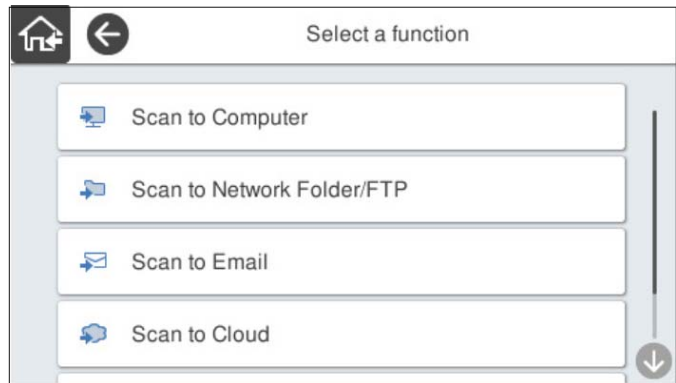 Select a function
Scan to Computer
Scan to Network Folder/FTP
Scan to Email
Scan to Cloud